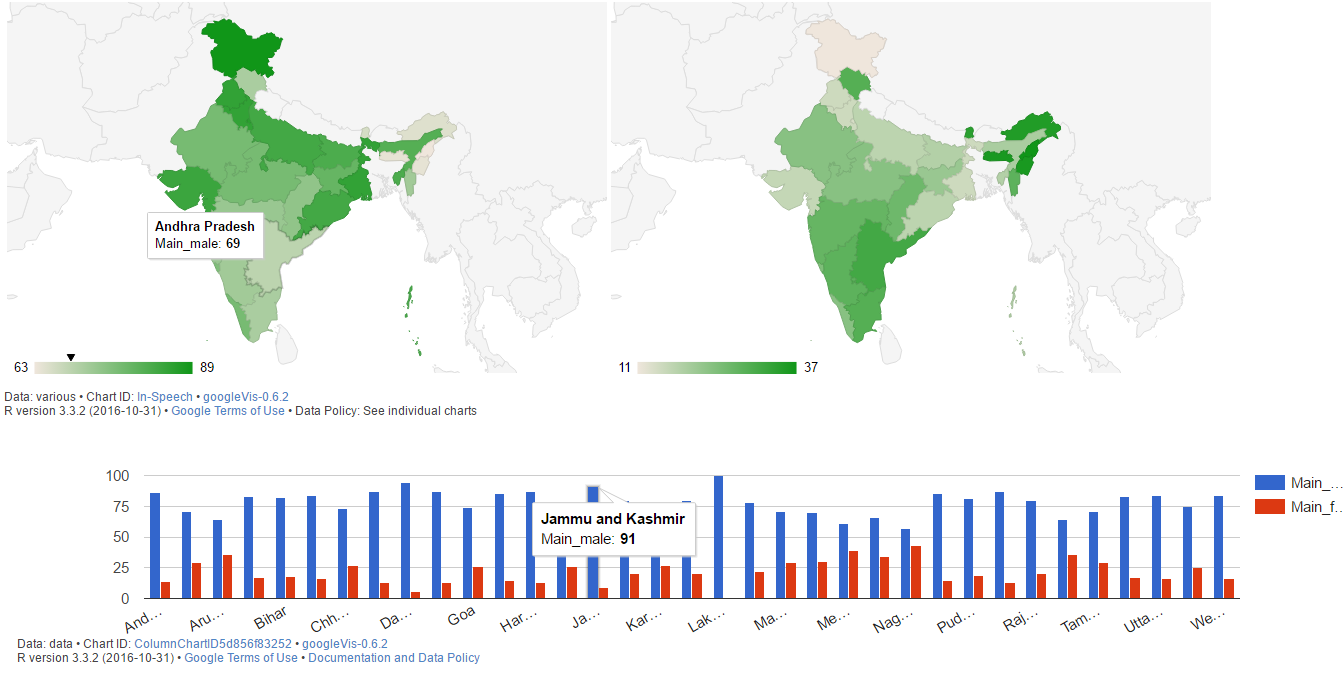 Andhra Pradesh
Main_male: 69
63 89
11 37
Data: various • Chart ID: In-Speech • googleVis-0.6.2
R version 3.3.2 (2016-10-31) • Google Terms of Use • Data Policy: See individual charts
100
75
50
25
0
Main_...
Main_f...
Jammu and Kashmir
Main_male: 91
And... Aru... Bihar Chh... Da... Goa Har... Ja... Kar... Lak... Ma... Me... Nag... Pud... Raj... Tam... Utta... We...
Data: data • Chart ID: ColumnChartID5d856f83252 • googleVis-0.6.2
R version 3.3.2 (2016-10-31) • Google Terms of Use • Documentation and Data Policy